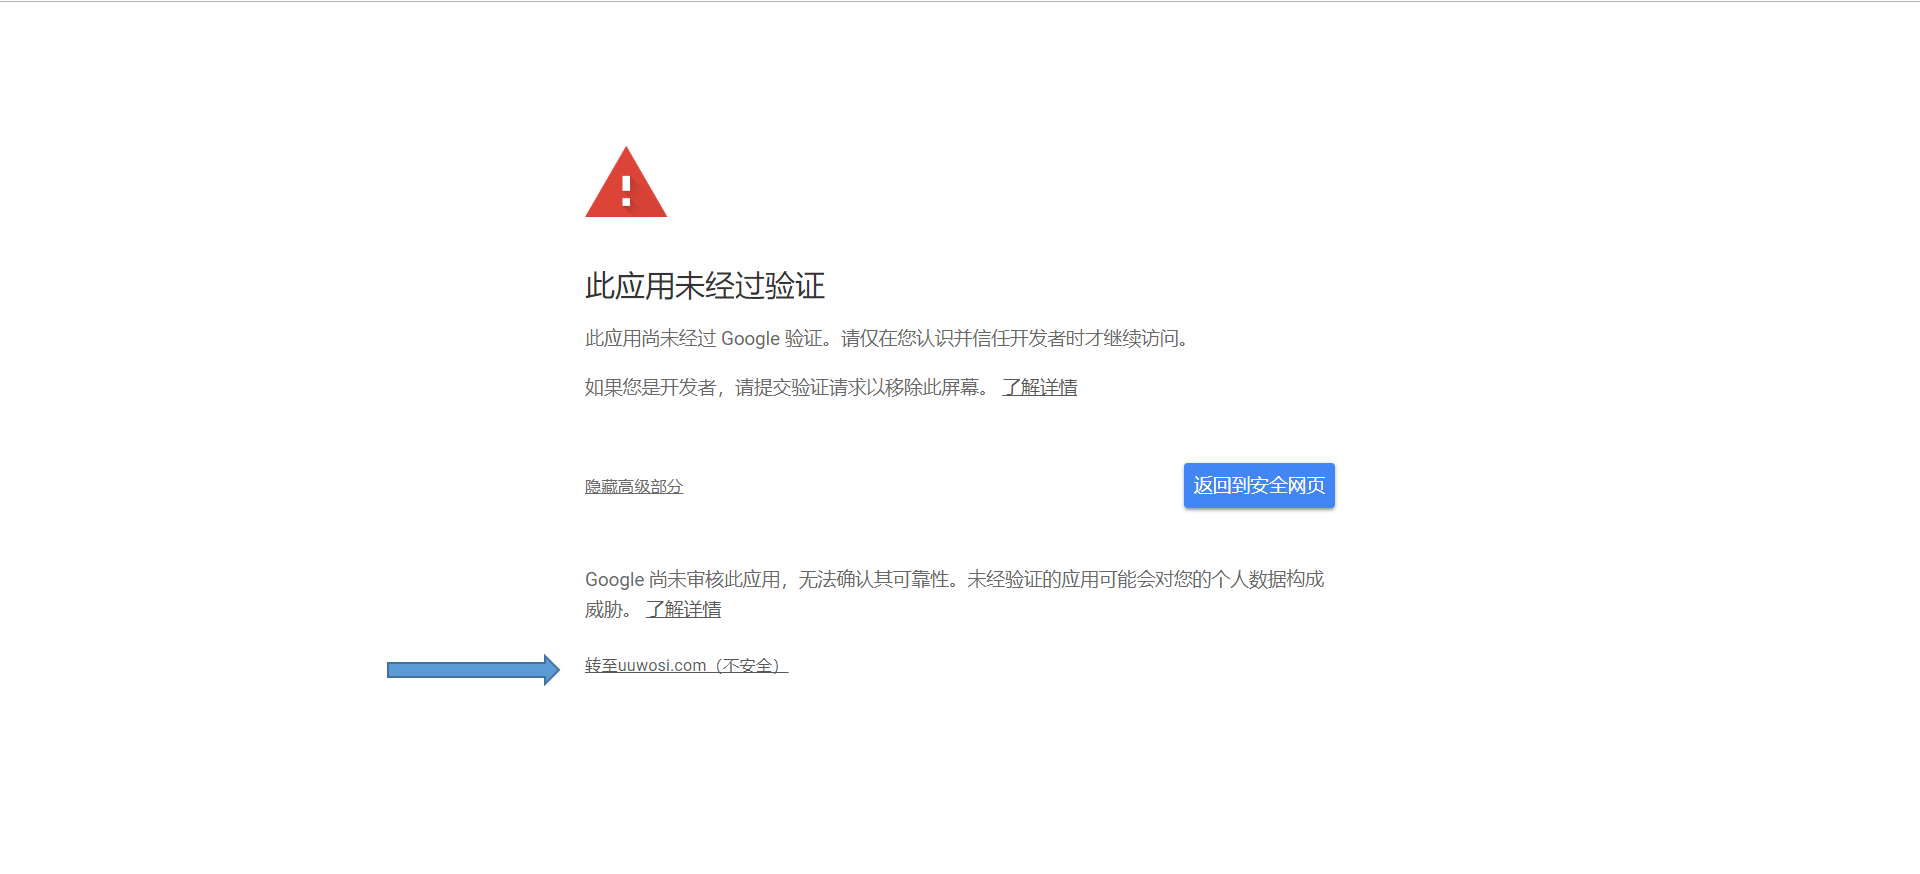 此应用未经过验证
此应用尚未经过 Google 验证。请仅在您认识并信任开发者时才继续访问。
如果您是开发者，请提交验证请求以移除此屏幕。 了解详情
隐藏高级部分
返回到安全网页
Google 尚未审核此应用，无法确认其可靠性。未经验证的应用可能会对您的个人数据构成
威胁。 了解详情
转至uuwosi.com（不安全）